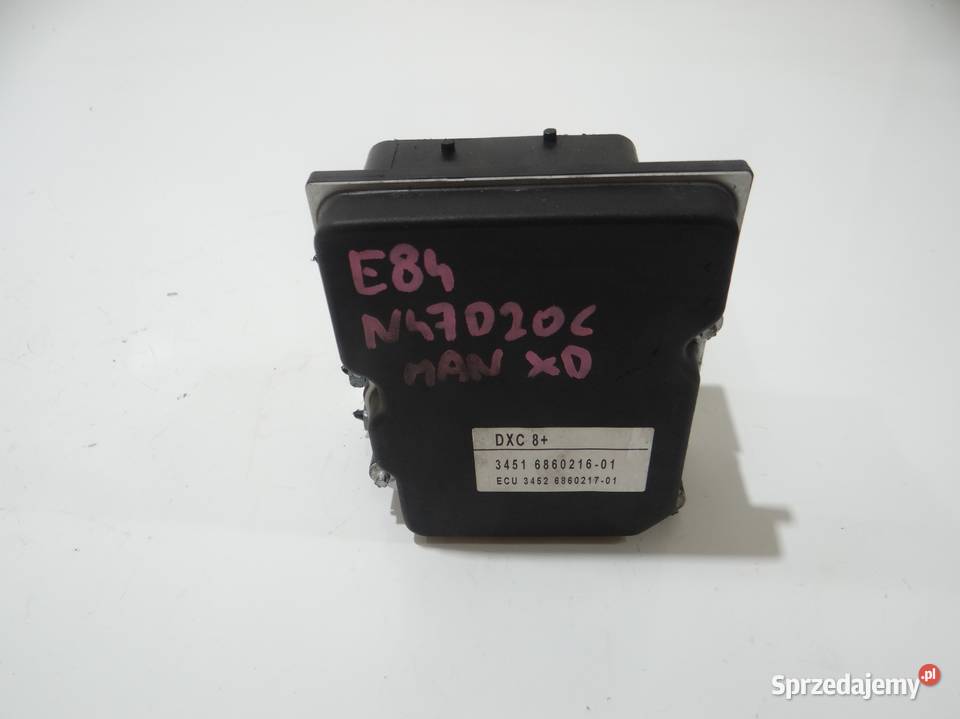 E84
N47D20C
MAN XD
DXC 8+
3451 6860216-01
ECU 3452 6860217-01
Sprzedajemy.pl